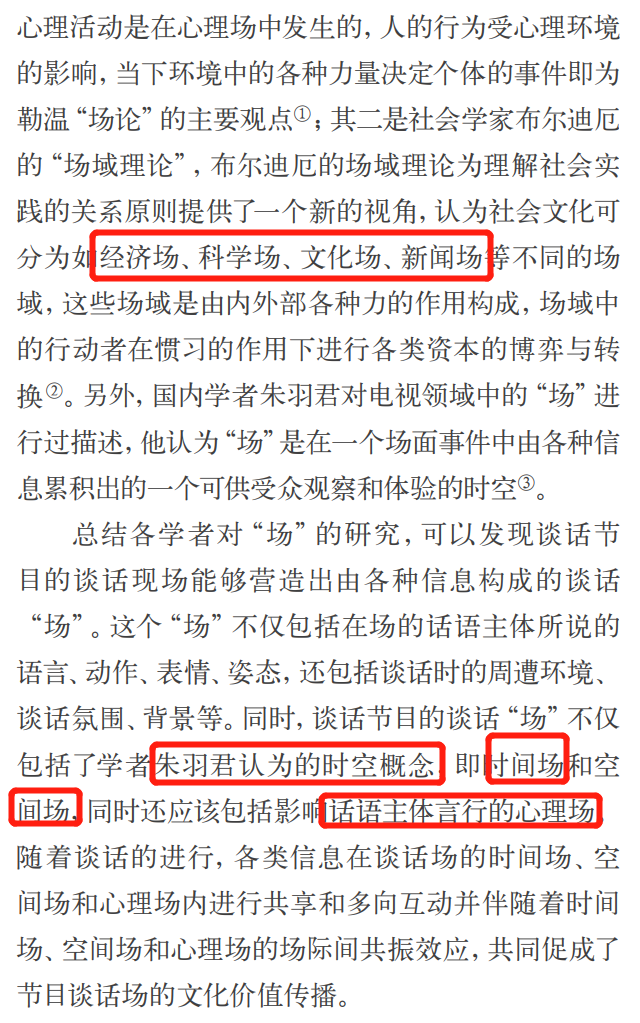 心理活动是在心理场中发生的，人的行为受心理环境
的影响，当下环境中的各种力量决定个体的事件即为
勒温“场论”的主要观点①；其二是社会学家布尔迪厄
的“场域理论”，布尔迪厄的场域理论为理解社会实
践的关系原则提供了一个新的视角，认为社会文化可
分为如经济场、科学场、文化场、新闻场等不同的场
域，这些场域是由内外部各种力的作用构成，场域中
的行动者在惯习的作用下进行各类资本的博弈与转
换②。另外，国内学者朱羽君对电视领域中的“场”进
行过描述，他认为“场”是在一个场面事件中由各种信
息累积出的一个可供受众观察和体验的时空③。
总结各学者对“场”的研究，可以发现谈话节
目的谈话现场能够营造出由各种信息构成的谈话
“场”。这个“场”不仅包括在场的话语主体所说的
语言、动作、表情、姿态，还包括谈话时的周遭环境、
谈话氛围、背景等。同时，谈话节目的谈话“场”不仅
包括了学者朱羽君认为的时空概念，即时间场和空
间场，同时还应该包括影响话语主体言行的心理场
随着谈话的进行，各类信息在谈话场的时间场、空
间场和心理场内进行共享和多向互动并伴随着时间
场、空间场和心理场的场际间共振效应，共同促成了
节目谈话场的文化价值传播。